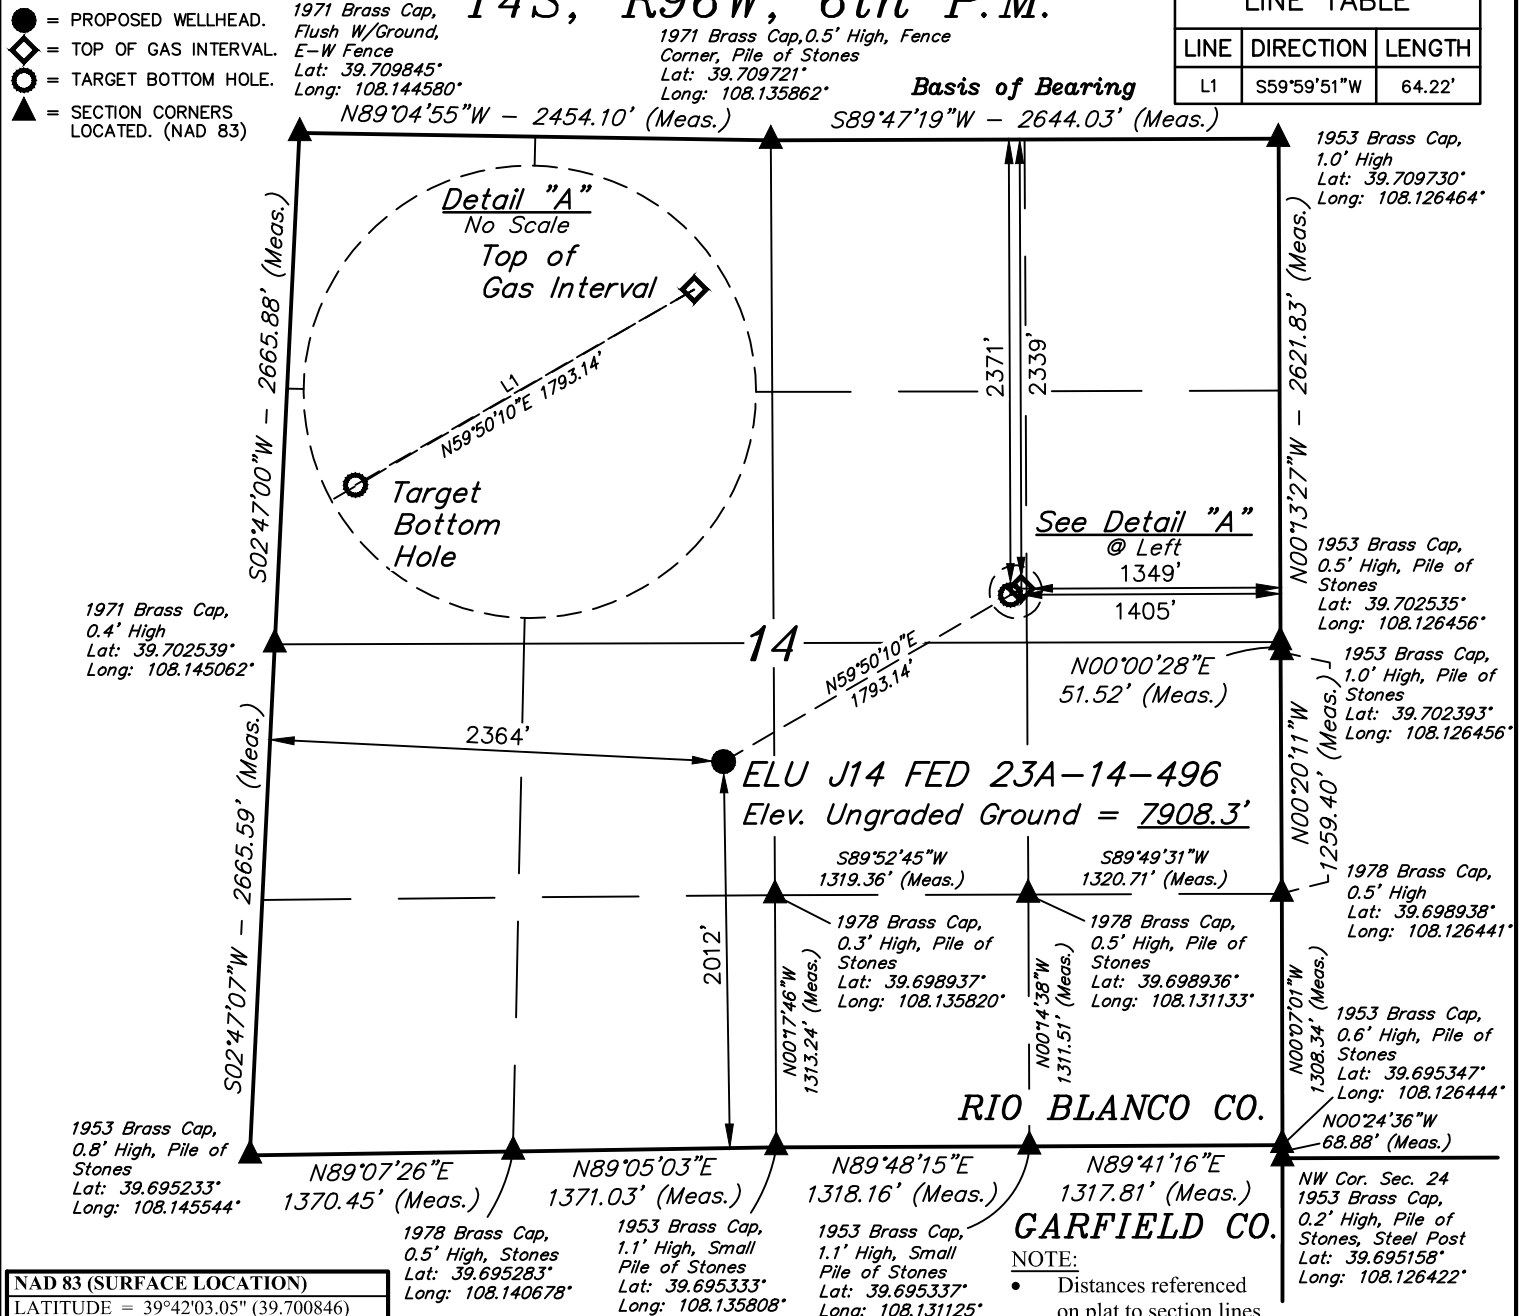 = PROPOSED WELLHEAD.
= TOP OF GAS INTERVAL.
= TARGET BOTTOM HOLE.
= SECTION CORNERS
LOCATED. (NAD 83)
T4S, R96W, 6th P.M.
LINE TABLE
LINE DIRECTION LENGTH
L1 S59°59'51"W 64.22'
1971 Brass Cap,
Flush W/Ground,
E-W Fence
Lat: 39.709845°
Long: 108.144580°
1971 Brass Cap,0.5' High, Fence
Corner, Pile of Stones
Lat: 39.709721°
Long: 108.135862°
Basis of Bearing
N89°04'55"W - 2454.10' (Meas.)
S89°47'19"W - 2644.03' (Meas.)
1953 Brass Cap,
1.0' High
Lat: 39.709730°
Long: 108.126464°
Detail "A"
No Scale
Top of
Gas Interval
L1
N59°50'10"E 1793.14'
Target
Bottom
Hole
S02°47'00"W - 2665.88' (Meas.)
2371'
2339'
N00°13'27"W - 2621.83' (Meas.)
See Detail "A"
@ Left
1349'
1405'
1953 Brass Cap,
0.5' High, Pile of
Stones
Lat: 39.702535°
Long: 108.126456°
1971 Brass Cap,
0.4' High
Lat: 39.702539°
Long: 108.145062°
14
N59°50'10"E
1793.14'
N00°00'28"E
51.52' (Meas.)
1953 Brass Cap,
1.0' High, Pile of
Stones
Lat: 39.702393°
Long: 108.126456°
2364'
ELU J14 FED 23A-14-496
Elev. Ungraded Ground = 7908.3'
N00°20'11"W
1259.40' (Meas.)
S02°47'07"W - 2665.59' (Meas.)
S89°52'45"W
1319.36' (Meas.)
S89°49'31"W
1320.71' (Meas.)
1978 Brass Cap,
0.5' High
Lat: 39.698938°
Long: 108.126441°
2012'
1978 Brass Cap,
0.3' High, Pile of
Stones
Lat: 39.698937°
Long: 108.135820°
1978 Brass Cap,
0.5' High, Pile of
Stones
Lat: 39.698936°
Long: 108.131133°
N00°17'46"W
1313.24' (Meas.)
N00°14'38"W
1311.51' (Meas.)
N00°07'01"W
1308.34' (Meas.)
1953 Brass Cap,
0.6' High, Pile of
Stones
Lat: 39.695347°
Long: 108.126444°
RIO BLANCO CO.
N00°24'36"W
68.88' (Meas.)
1953 Brass Cap,
0.8' High, Pile of
Stones
Lat: 39.695233°
Long: 108.145544°
N89°07'26"E
1370.45' (Meas.)
N89°05'03"E
1371.03' (Meas.)
N89°48'15"E
1318.16' (Meas.)
N89°41'16"E
1317.81' (Meas.)
NW Cor. Sec. 24
1953 Brass Cap,
0.2' High, Pile of
Stones, Steel Post
Lat: 39.695158°
Long: 108.126422°
1978 Brass Cap,
0.5' High, Stones
Lat: 39.695283°
Long: 108.140678°
1953 Brass Cap,
1.1' High, Small
Pile of Stones
Lat: 39.695333°
Long: 108.135808°
1953 Brass Cap,
1.1' High, Small
Pile of Stones
Lat: 39.695337°
Long: 108.131125°
GARFIELD CO.
NOTE:
• Distances referenced
on plat to section lines
NAD 83 (SURFACE LOCATION)
LATITUDE = 39°42'03.05" (39.700846)